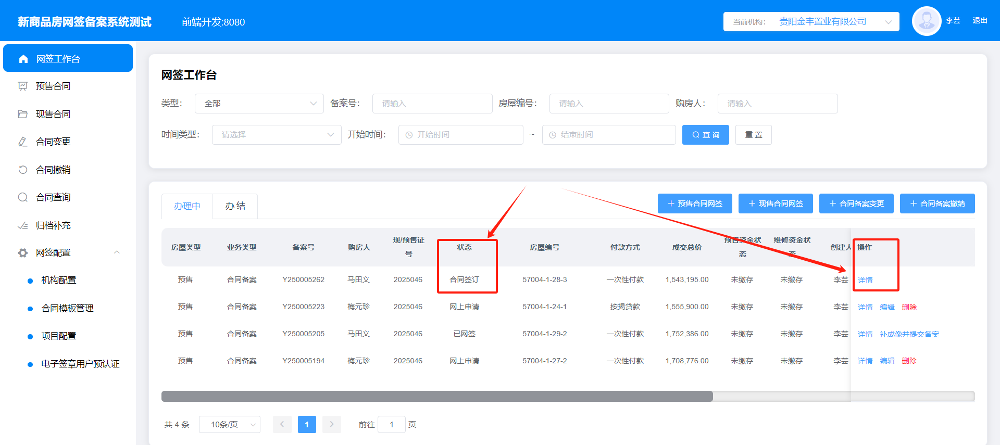 新商品房网签备案系统测试 前端开发:8080 当前机构： 贵阳金丰置业有限公司 李芸 退出
网签工作台
预售合同
现售合同
合同变更
合同撤销
合同查询
归档补充
网签配置
机构配置
合同模板管理
项目配置
电子签章用户预认证
网签工作台
类型： 全部 备案号： 请输入 房屋编号： 请输入 购房人： 请输入
时间类型： 请选择 开始时间： 开始时间 ~ 结束时间 查 询 重 置
办理中 办 结 预售合同网签 现售合同网签 合同备案变更 合同备案撤销
房屋类型 业务类型 备案号 购房人 现/预售证号 状态 房屋编号 付款方式 成交总价 预售资金状态 维修资金状态 创建人 操作
预售 合同备案 Y250005262 马田义 2025046 合同签订 57004-1-28-3 一次性付款 1,543,195.00 未缴存 未缴存 李芸 详情
预售 合同备案 Y250005223 梅元珍 2025046 网上申请 57004-1-24-1 按揭贷款 1,555,900.00 未缴存 未缴存 李芸 详情 编辑 删除
预售 合同备案 Y250005205 马田义 2025046 已网签 57004-1-29-2 一次性付款 1,752,386.00 未缴存 未缴存 李芸 详情 补成像并提交备案
预售 合同备案 Y250005194 梅元珍 2025046 网上申请 57004-1-27-2 一次性付款 1,708,776.00 未缴存 未缴存 李芸 详情 编辑 删除
共 4 条 10条/页 1 前往 1 页